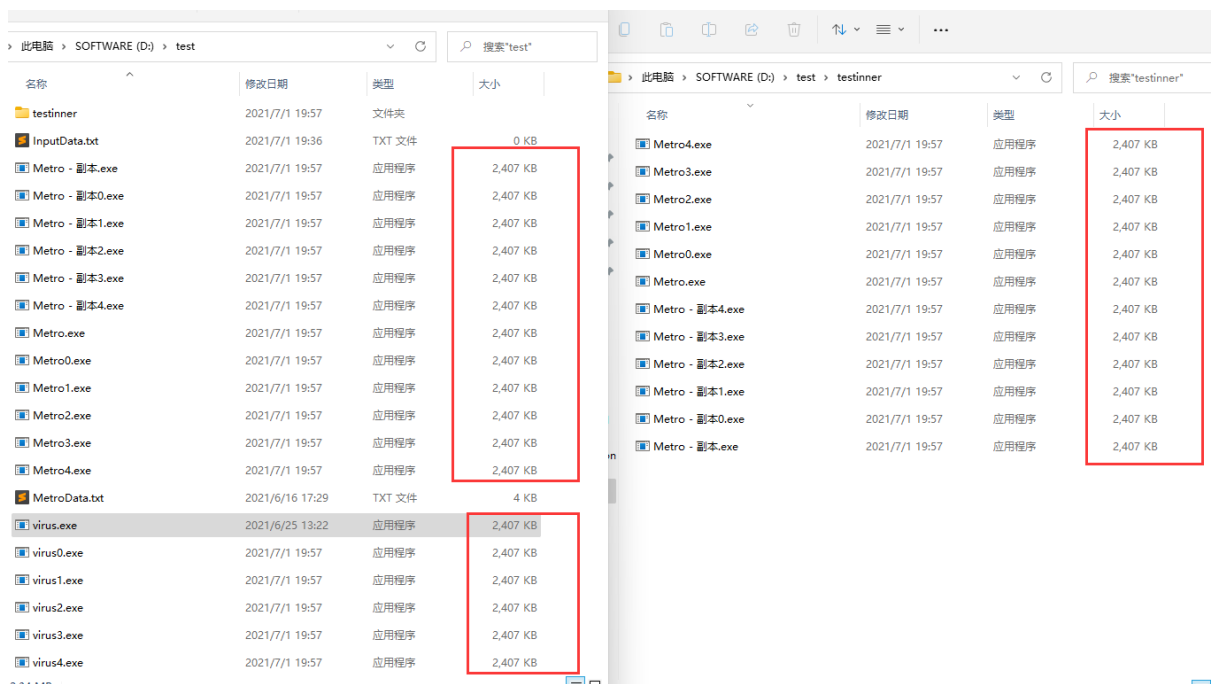 此电脑 > SOFTWARE (D:) > test 搜索"test"
名称 修改日期 类型 大小
testinner 2021/7/1 19:57 文件夹
InputData.txt 2021/7/1 19:36 TXT 文件 0 KB
Metro - 副本.exe 2021/7/1 19:57 应用程序 2,407 KB
Metro - 副本0.exe 2021/7/1 19:57 应用程序 2,407 KB
Metro - 副本1.exe 2021/7/1 19:57 应用程序 2,407 KB
Metro - 副本2.exe 2021/7/1 19:57 应用程序 2,407 KB
Metro - 副本3.exe 2021/7/1 19:57 应用程序 2,407 KB
Metro - 副本4.exe 2021/7/1 19:57 应用程序 2,407 KB
Metro.exe 2021/7/1 19:57 应用程序 2,407 KB
Metro0.exe 2021/7/1 19:57 应用程序 2,407 KB
Metro1.exe 2021/7/1 19:57 应用程序 2,407 KB
Metro2.exe 2021/7/1 19:57 应用程序 2,407 KB
Metro3.exe 2021/7/1 19:57 应用程序 2,407 KB
Metro4.exe 2021/7/1 19:57 应用程序 2,407 KB
MetroData.txt 2021/6/16 17:29 TXT 文件 4 KB
virus.exe 2021/6/25 13:22 应用程序 2,407 KB
virus0.exe 2021/7/1 19:57 应用程序 2,407 KB
virus1.exe 2021/7/1 19:57 应用程序 2,407 KB
virus2.exe 2021/7/1 19:57 应用程序 2,407 KB
virus3.exe 2021/7/1 19:57 应用程序 2,407 KB
virus4.exe 2021/7/1 19:57 应用程序 2,407 KB
此电脑 > SOFTWARE (D:) > test > testinner 搜索"testinner"
名称 修改日期 类型 大小
Metro4.exe 2021/7/1 19:57 应用程序 2,407 KB
Metro3.exe 2021/7/1 19:57 应用程序 2,407 KB
Metro2.exe 2021/7/1 19:57 应用程序 2,407 KB
Metro1.exe 2021/7/1 19:57 应用程序 2,407 KB
Metro0.exe 2021/7/1 19:57 应用程序 2,407 KB
Metro.exe 2021/7/1 19:57 应用程序 2,407 KB
Metro - 副本4.exe 2021/7/1 19:57 应用程序 2,407 KB
Metro - 副本3.exe 2021/7/1 19:57 应用程序 2,407 KB
Metro - 副本2.exe 2021/7/1 19:57 应用程序 2,407 KB
Metro - 副本1.exe 2021/7/1 19:57 应用程序 2,407 KB
Metro - 副本0.exe 2021/7/1 19:57 应用程序 2,407 KB
Metro - 副本.exe 2021/7/1 19:57 应用程序 2,407 KB